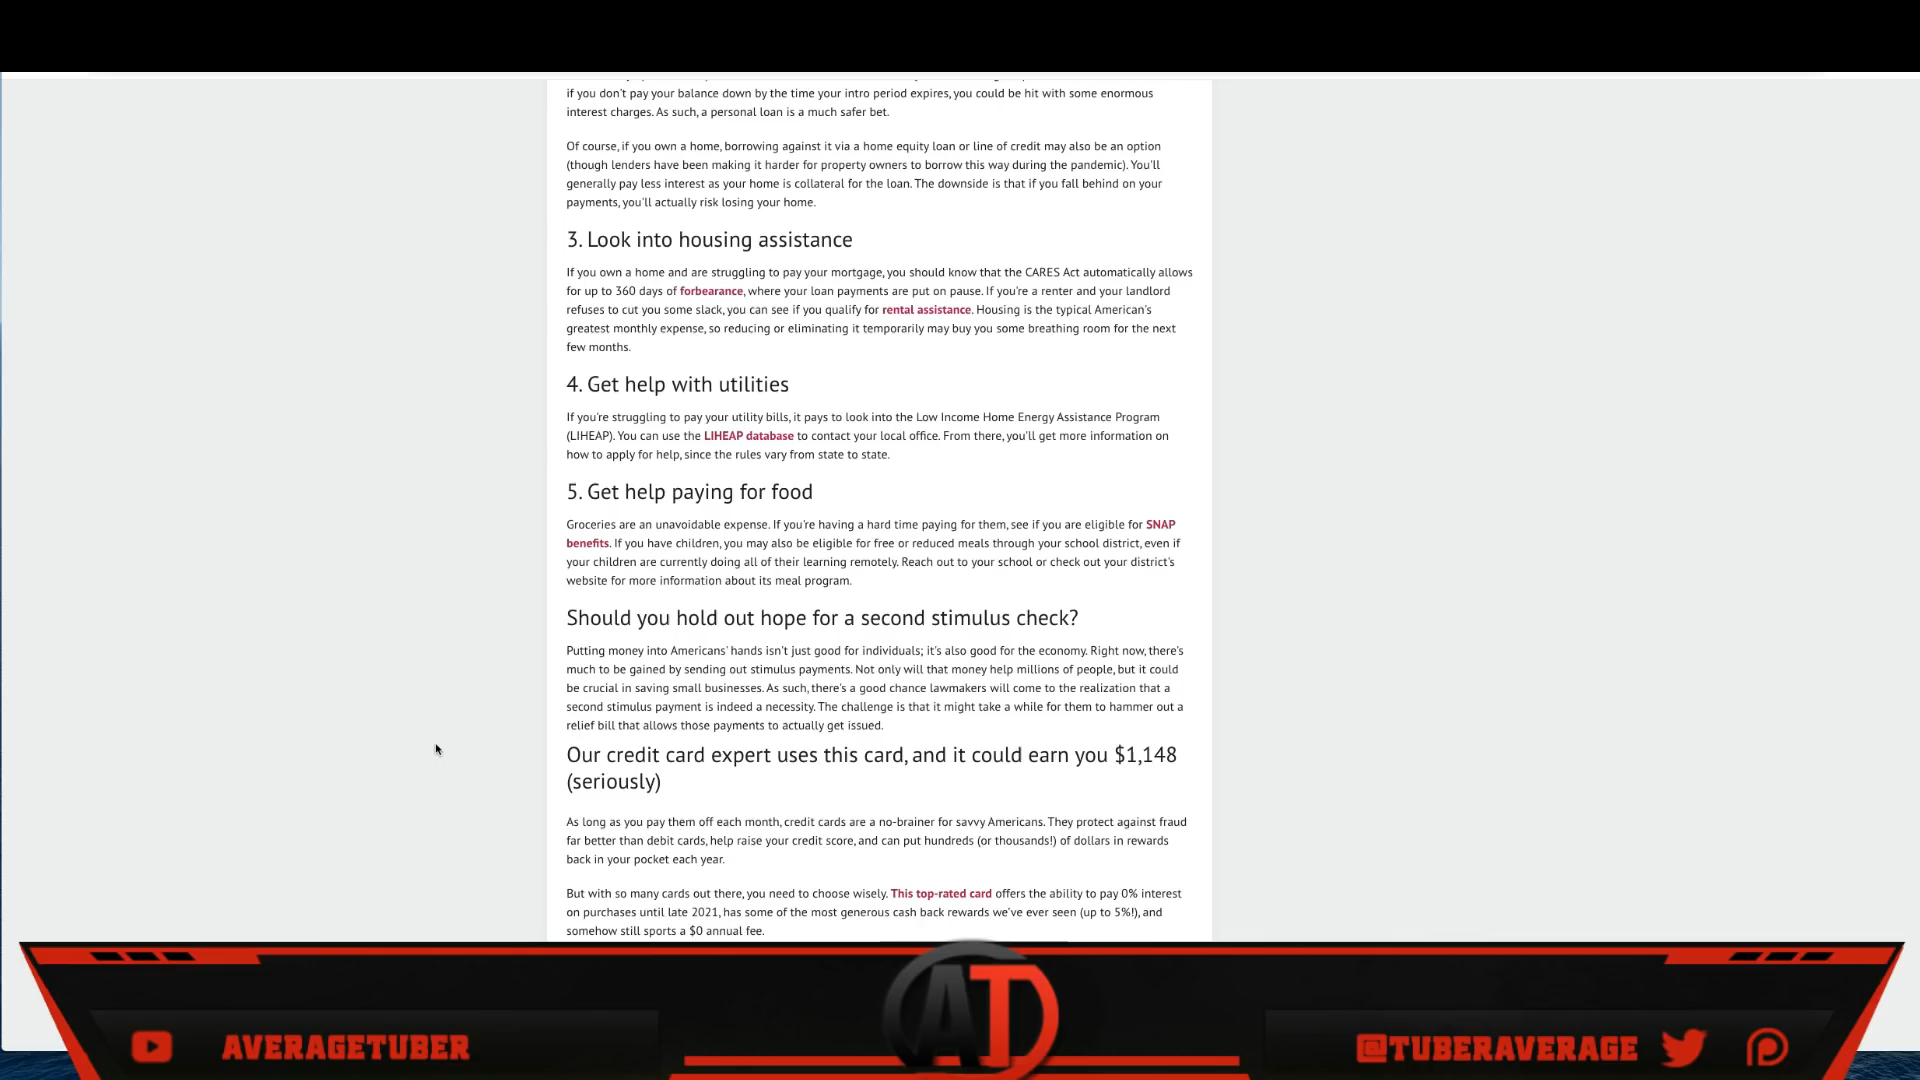 if you don't pay your balance down by the time your intro period expires, you could be hit with some enormous
interest charges. As such, a personal loan is a much safer bet.
Of course, if you own a home, borrowing against it via a home equity loan or line of credit may also be an option
(though lenders have been making it harder for property owners to borrow this way during the pandemic). You'll
generally pay less interest as your home is collateral for the loan. The downside is that if you fall behind on your
payments, you'll actually risk losing your home.
3. Look into housing assistance
If you own a home and are struggling to pay your mortgage, you should know that the CARES Act automatically allows
for up to 360 days of forbearance, where your loan payments are put on pause. If you're a renter and your landlord
refuses to cut you some slack, you can see if you qualify for rental assistance. Housing is the typical American's
greatest monthly expense, so reducing or eliminating it temporarily may buy you some breathing room for the next
few months.
4. Get help with utilities
If you're struggling to pay your utility bills, it pays to look into the Low Income Home Energy Assistance Program
(LIHEAP). You can use the LIHEAP database to contact your local office. From there, you'll get more information on
how to apply for help, since the rules vary from state to state.
5. Get help paying for food
Groceries are an unavoidable expense. If you're having a hard time paying for them, see if you are eligible for SNAP
benefits. If you have children, you may also be eligible for free or reduced meals through your school district, even if
your children are currently doing all of their learning remotely. Reach out to your school or check out your district's
website for more information about its meal program.
Should you hold out hope for a second stimulus check?
Putting money into Americans' hands isn't just good for individuals; it's also good for the economy. Right now, there's
much to be gained by sending out stimulus payments. Not only will that money help millions of people, but it could
be crucial in saving small businesses. As such, there's a good chance lawmakers will come to the realization that a
second stimulus payment is indeed a necessity. The challenge is that it might take a while for them to hammer out a
relief bill that allows those payments to actually get issued.
Our credit card expert uses this card, and it could earn you $1,148
(seriously)
As long as you pay them off each month, credit cards are a no-brainer for savvy Americans. They protect against fraud
far better than debit cards, help raise your credit score, and can put hundreds (or thousands!) of dollars in rewards
back in your pocket each year.
But with so many cards out there, you need to choose wisely. This top-rated card offers the ability to pay 0% interest
on purchases until late 2021, has some of the most generous cash back rewards we've ever seen (up to 5%!), and
somehow still sports a $0 annual fee.
AT
AVERAGETUBER
@TUBERAVERAGE